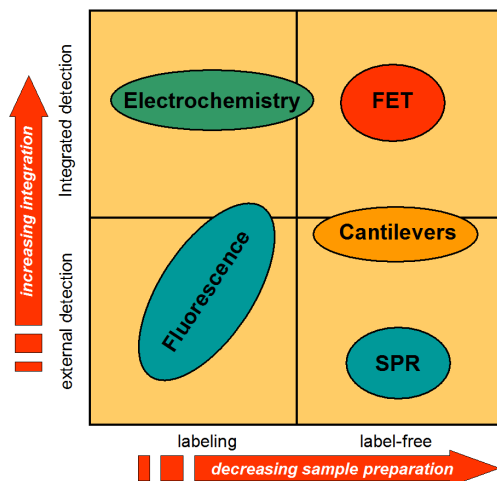 Electrochemistry
FET
Integrated detection
increasing integration
Cantilevers
Fluorescence
external detection
SPR
labeling
label-free
decreasing sample preparation